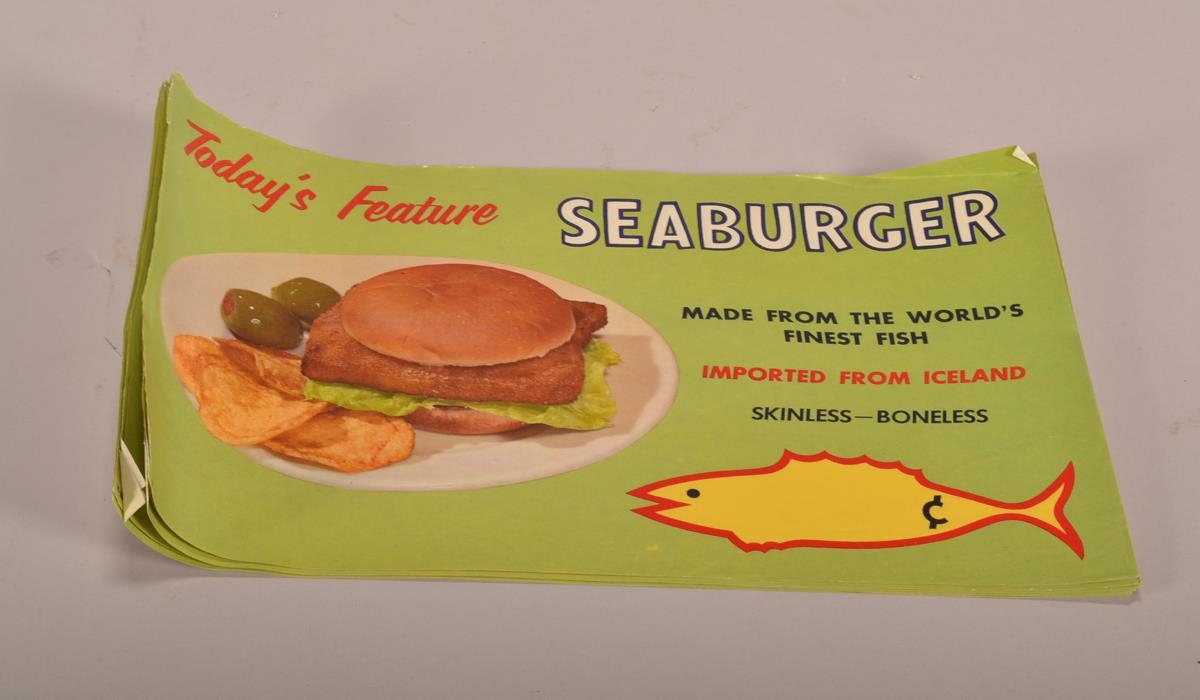 Today's Feature
SEABURGER
MADE FROM THE WORLD'S
FINEST FISH
IMPORTED FROM ICELAND
SKINLESS—BONELESS
¢